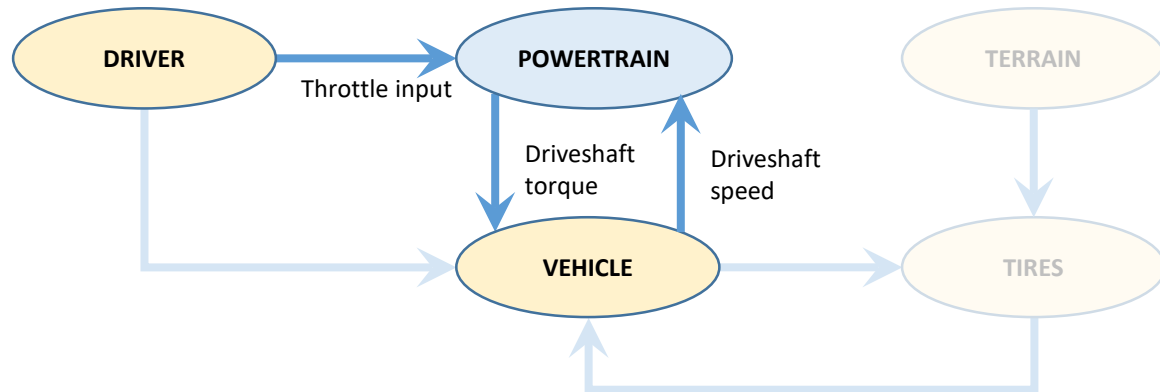 DRIVER
POWERTRAIN
TERRAIN
Throttle input
Driveshaft
torque
Driveshaft
speed
VEHICLE
TIRES